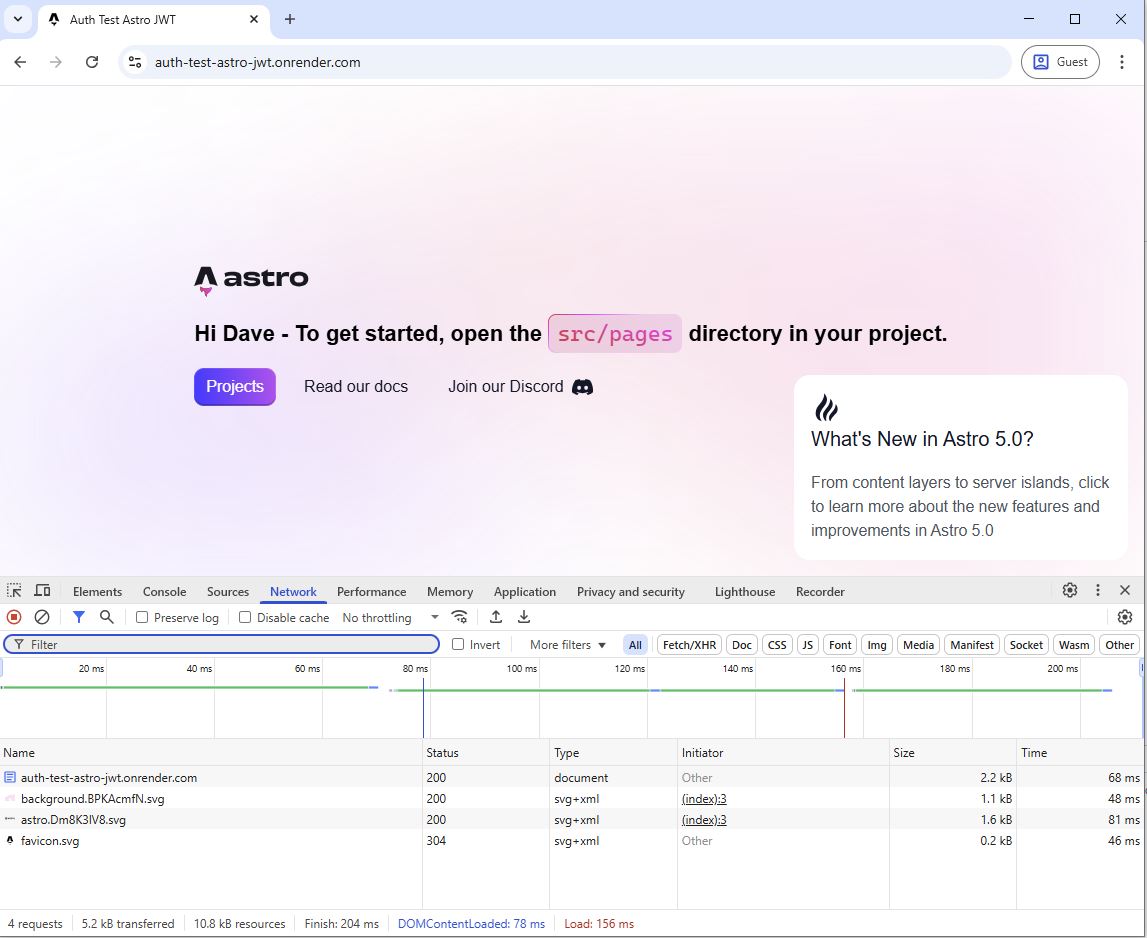 Auth Test Astro JWT
auth-test-astro-jwt.onrender.com
Guest
astro
Hi Dave - To get started, open the src/pages directory in your project.
Projects Read our docs Join our Discord
What's New in Astro 5.0?
From content layers to server islands, click
to learn more about the new features and
improvements in Astro 5.0
Elements Console Sources Network Performance Memory Application Privacy and security Lighthouse Recorder
Preserve log Disable cache No throttling
Filter Invert More filters All Fetch/XHR Doc CSS JS Font Img Media Manifest Socket Wasm Other
20 ms 40 ms 60 ms 80 ms 100 ms 120 ms 140 ms 160 ms 180 ms 200 ms
Name Status Type Initiator Size Time
auth-test-astro-jwt.onrender.com 200 document Other 2.2 kB 68 ms
background.BPKAcmfN.svg 200 svg+xml (index):3 1.1 kB 48 ms
astro.Dm8K3lV8.svg 200 svg+xml (index):3 1.6 kB 81 ms
favicon.svg 304 svg+xml Other 0.2 kB 46 ms
4 requests 5.2 kB transferred 10.8 kB resources Finish: 204 ms DOMContentLoaded: 78 ms Load: 156 ms